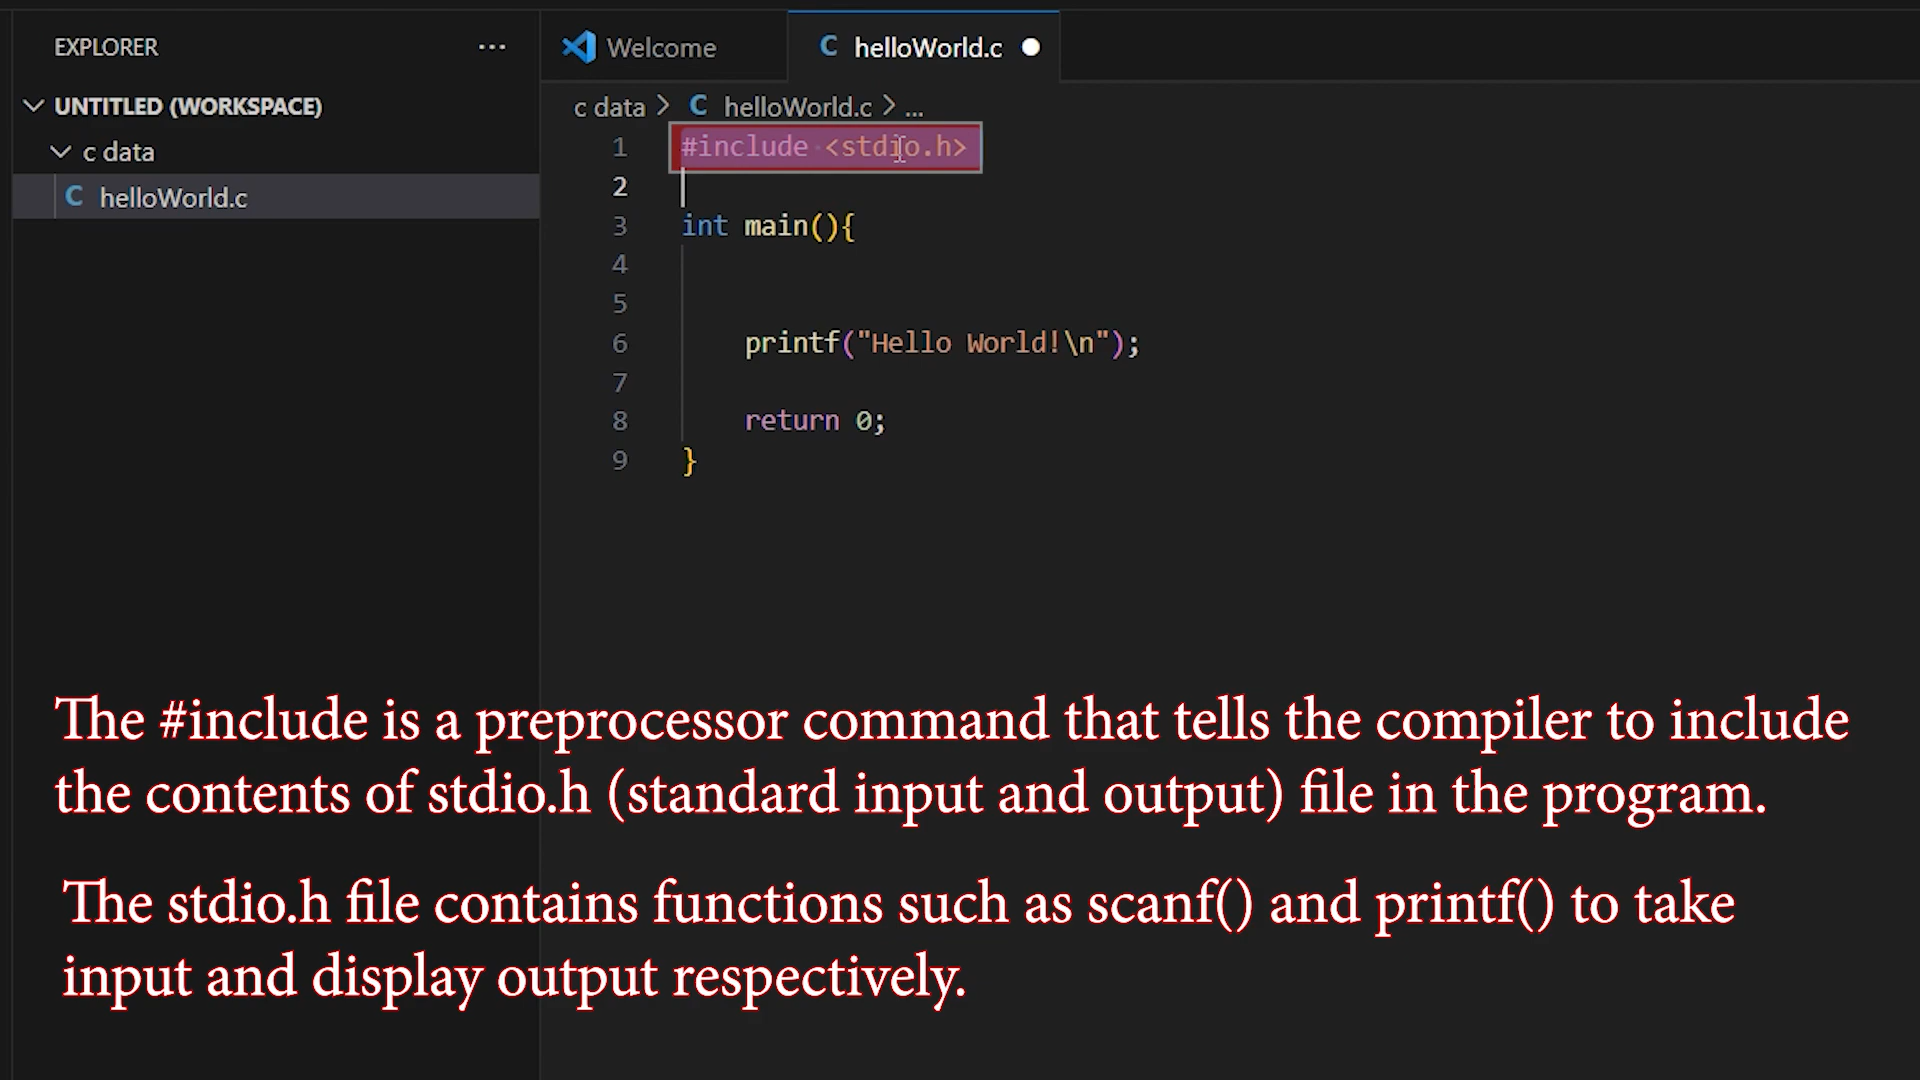 EXPLORER
...
UNTITLED (WORKSPACE)
c data
C helloWorld.c
Welcome
C helloWorld.c
c data > C helloWorld.c > ...
1 #include <stdio.h>
2
3 int main(){
4
5
6 printf("Hello World!\n");
7
8 return 0;
9 }
The #include is a preprocessor command that tells the compiler to include
the contents of stdio.h (standard input and output) file in the program.
The stdio.h file contains functions such as scanf() and printf() to take
input and display output respectively.